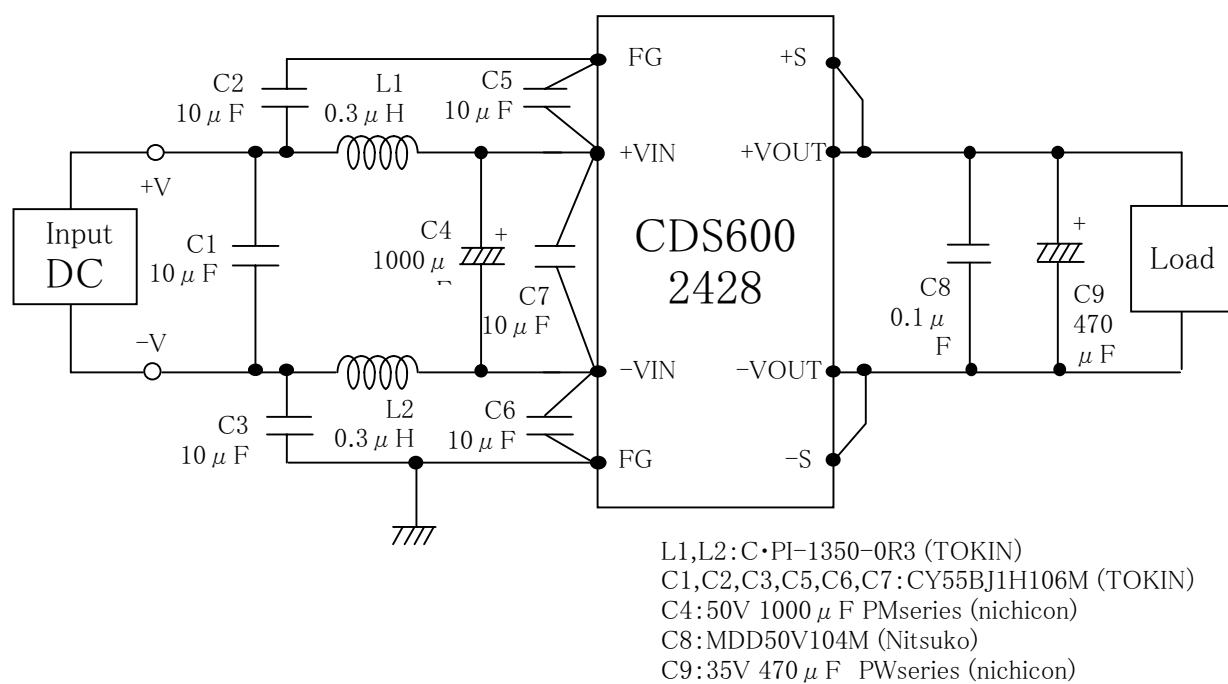 FG
+S
C2
10μF
L1
0.3μH
C5
10μF
+V
+VIN
+VOUT
Input
DC
C1
10μF
C4
1000μ
F
+
C7
10μF
CDS600
2428
C8
0.1μ
F
+
C9
470
μF
Load
-V
-VIN
-VOUT
C3
10μF
L2
0.3μH
C6
10μF
FG
-S
L1,L2:C・PI-1350-0R3 (TOKIN)
C1,C2,C3,C5,C6,C7:CY55BJ1H106M (TOKIN)
C4:50V 1000μF PMseries (nichicon)
C8:MDD50V104M (Nitsuko)
C9:35V 470μF PWseries (nichicon)